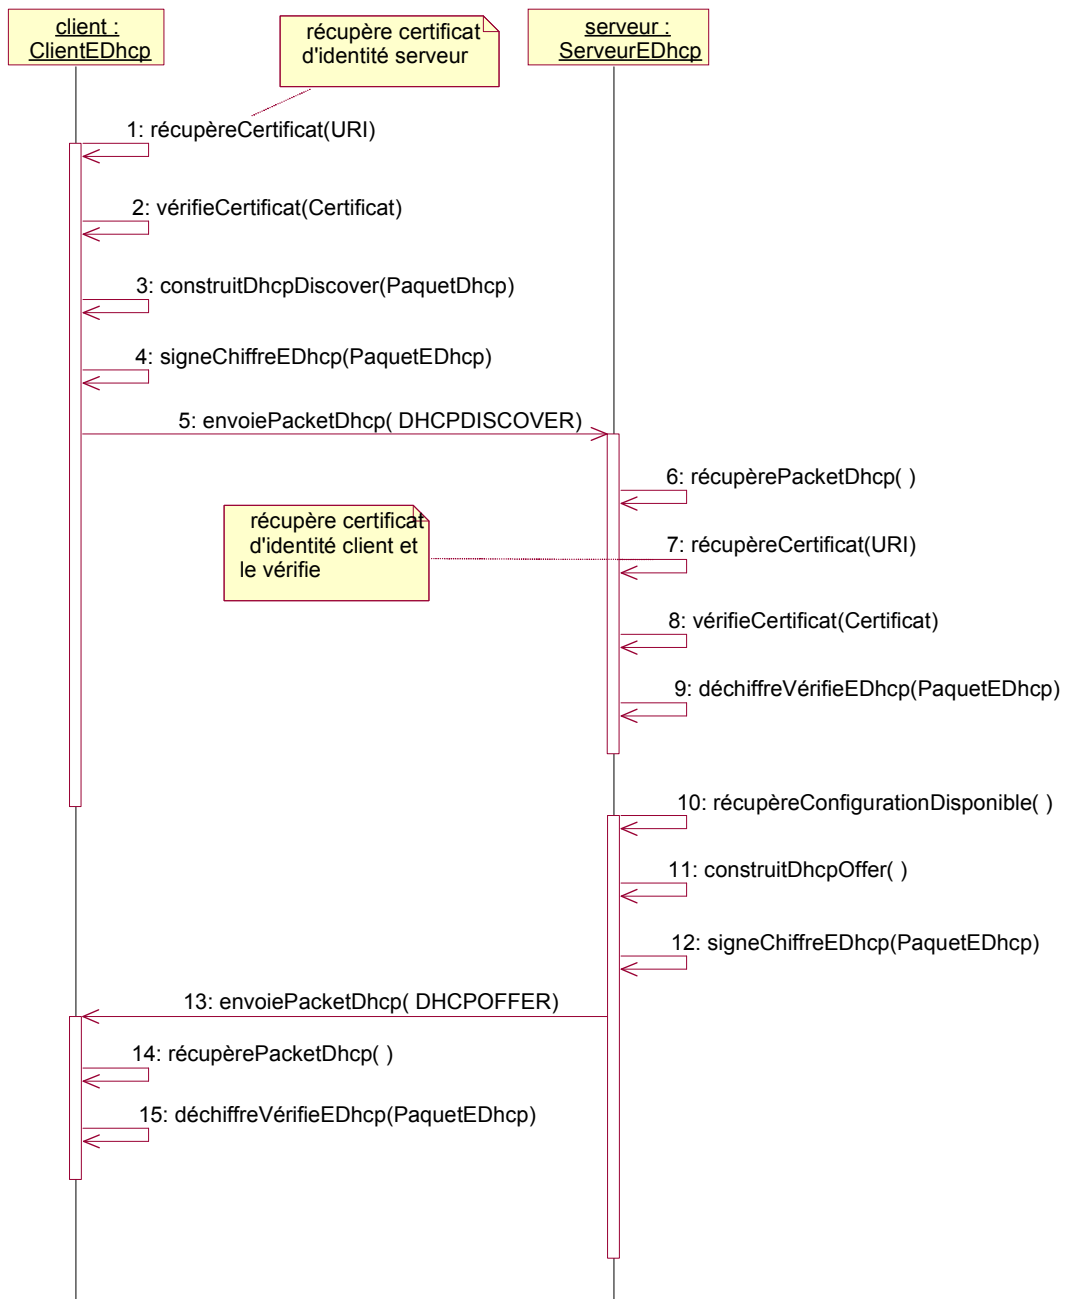 client :
ClientEDhcp
récupère certificat
d'identité serveur
serveur :
ServeurEDhcp
1: récupèreCertificat(URI)
2: vérifieCertificat(Certificat)
3: construitDhcpDiscover(PaquetDhcp)
4: signeChiffreEDhcp(PaquetEDhcp)
5: envoiePacketDhcp( DHCPDISCOVER)
6: récupèrePacketDhcp( )
récupère certificat
d'identité client et
le vérifie
7: récupèreCertificat(URI)
8: vérifieCertificat(Certificat)
9: déchiffreVérifieEDhcp(PaquetEDhcp)
10: récupèreConfigurationDisponible( )
11: construitDhcpOffer( )
12: signeChiffreEDhcp(PaquetEDhcp)
13: envoiePacketDhcp( DHCPOFFER)
14: récupèrePacketDhcp( )
15: déchiffreVérifieEDhcp(PaquetEDhcp)